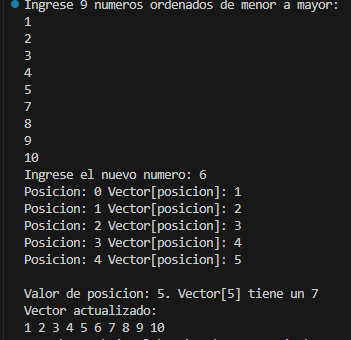 Ingrese 9 numeros ordenados de menor a mayor:
1
2
3
4
5
7
8
9
10
Ingrese el nuevo numero: 6
Posicion: 0 Vector[posicion]: 1
Posicion: 1 Vector[posicion]: 2
Posicion: 2 Vector[posicion]: 3
Posicion: 3 Vector[posicion]: 4
Posicion: 4 Vector[posicion]: 5
Valor de posicion: 5. Vector[5] tiene un 7
Vector actualizado:
1 2 3 4 5 6 7 8 9 10